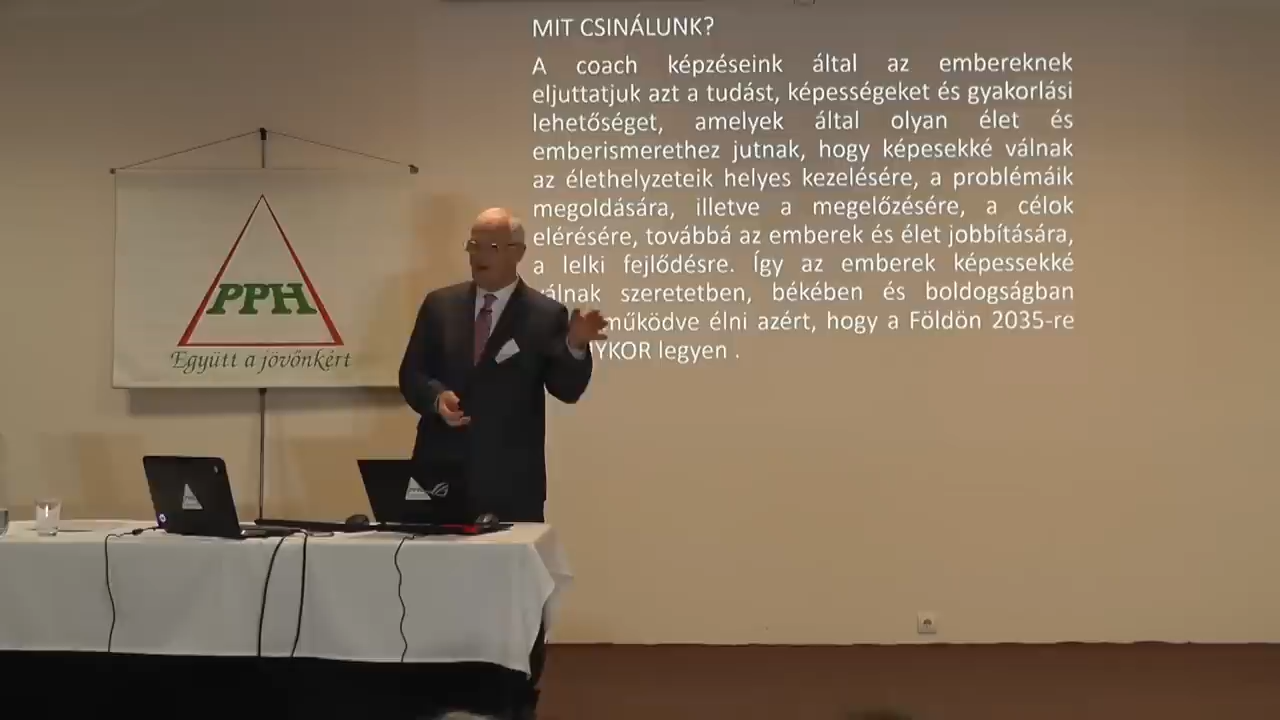 MIT CSINÁLUNK?
A coach képzéseink által az embereknek
eljuttatjuk azt a tudást, képességeket és gyakorlási
lehetőséget, amelyek által olyan élet és
emberismerethez jutnak, hogy képesekké válnak
az élethelyzeteik helyes kezelésére, a problémáik
megoldására, illetve a megelőzésére, a célok
elérésére, továbbá az emberek és élet jobbítására,
a lelki fejlődésre. Így az emberek képessekké
álnak szeretetben, békében és boldogságban
működve élni azért, hogy a Földön 2035-re
YKOR legyen .
PPH
Együtt a jövőnkért